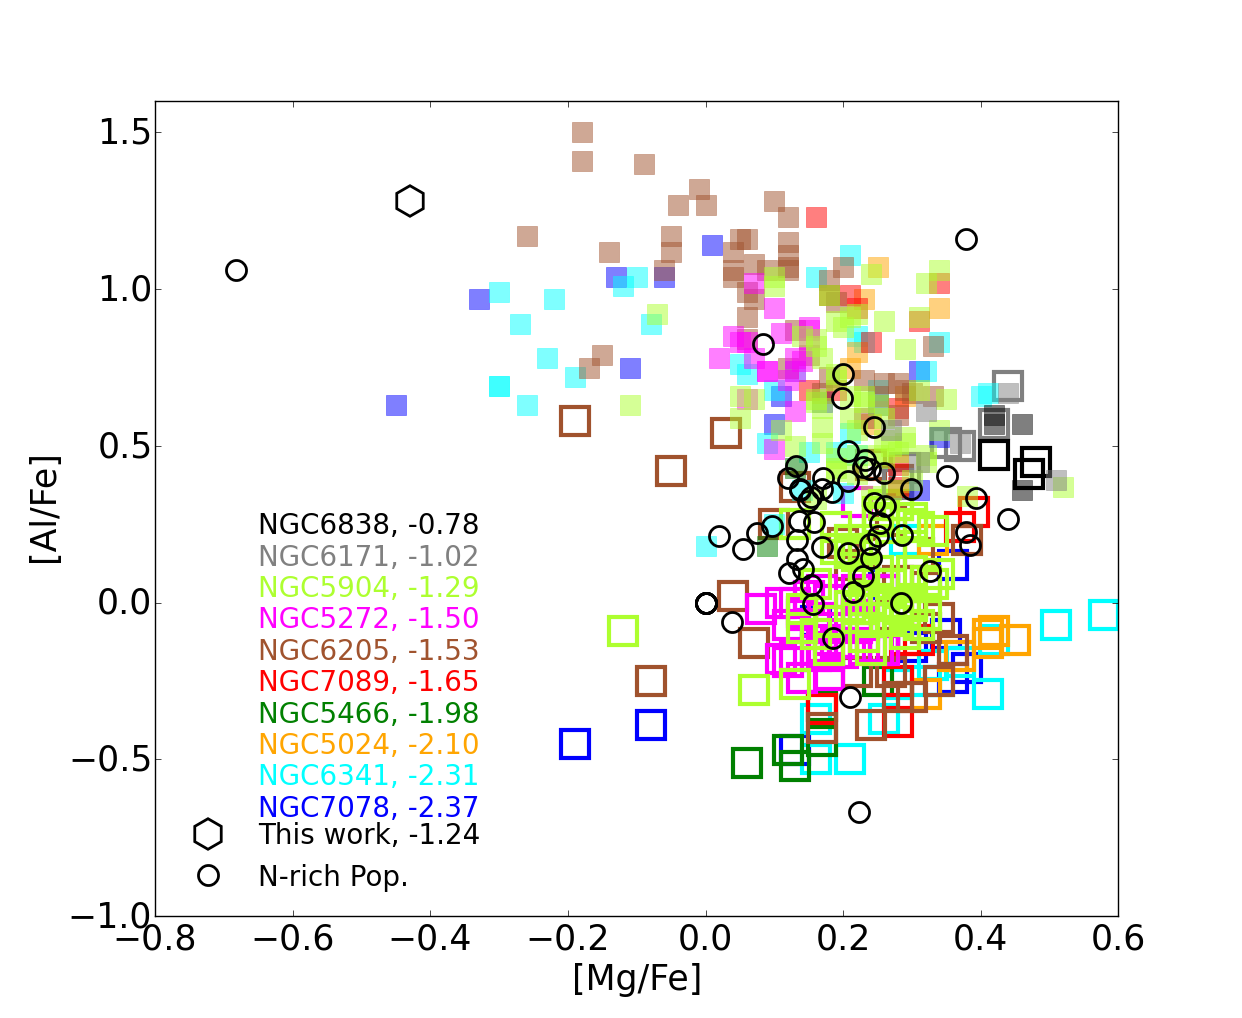 1.5
1.0
0.5
0.0
−0.5
−1.0
[Al/Fe]
NGC6838, -0.78
NGC6171, -1.02
NGC5904, -1.29
NGC5272, -1.50
NGC6205, -1.53
NGC7089, -1.65
NGC5466, -1.98
NGC5024, -2.10
NGC6341, -2.31
NGC7078, -2.37
This work, -1.24
N-rich Pop.
−0.8 −0.6 −0.4 −0.2 0.0 0.2 0.4 0.6
[Mg/Fe]